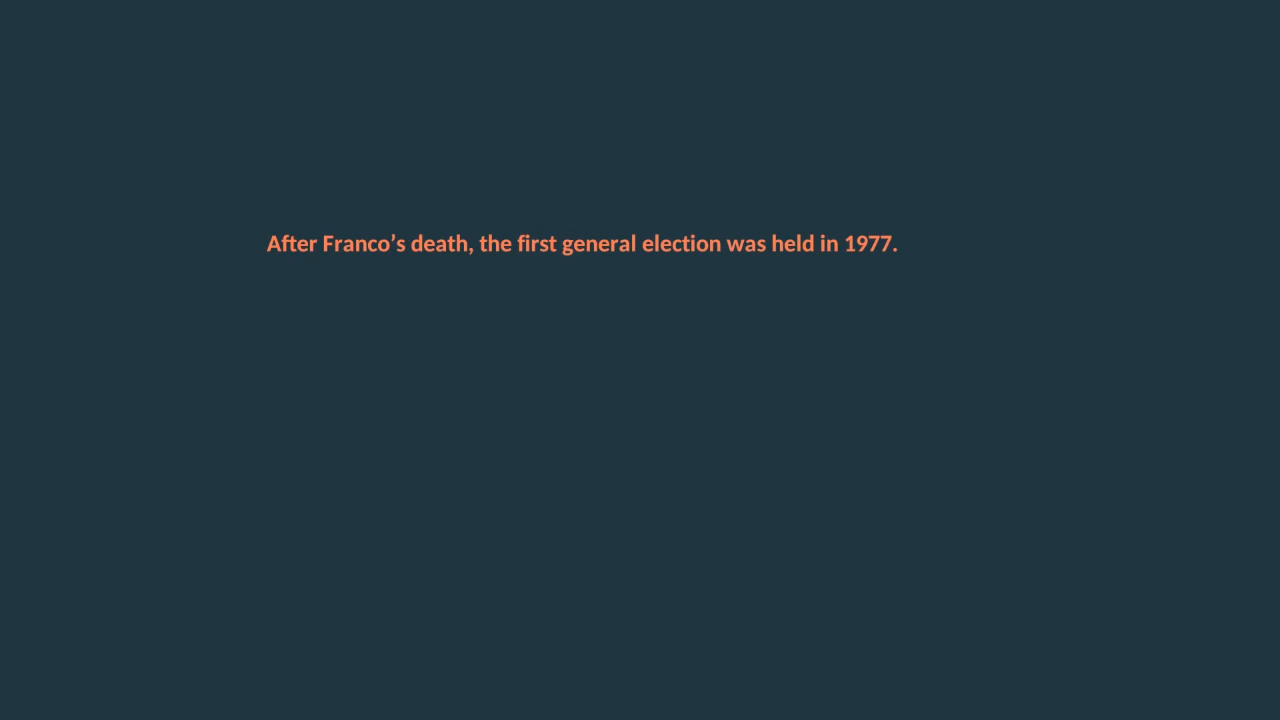 After Franco’s death, the first general election was held in 1977.